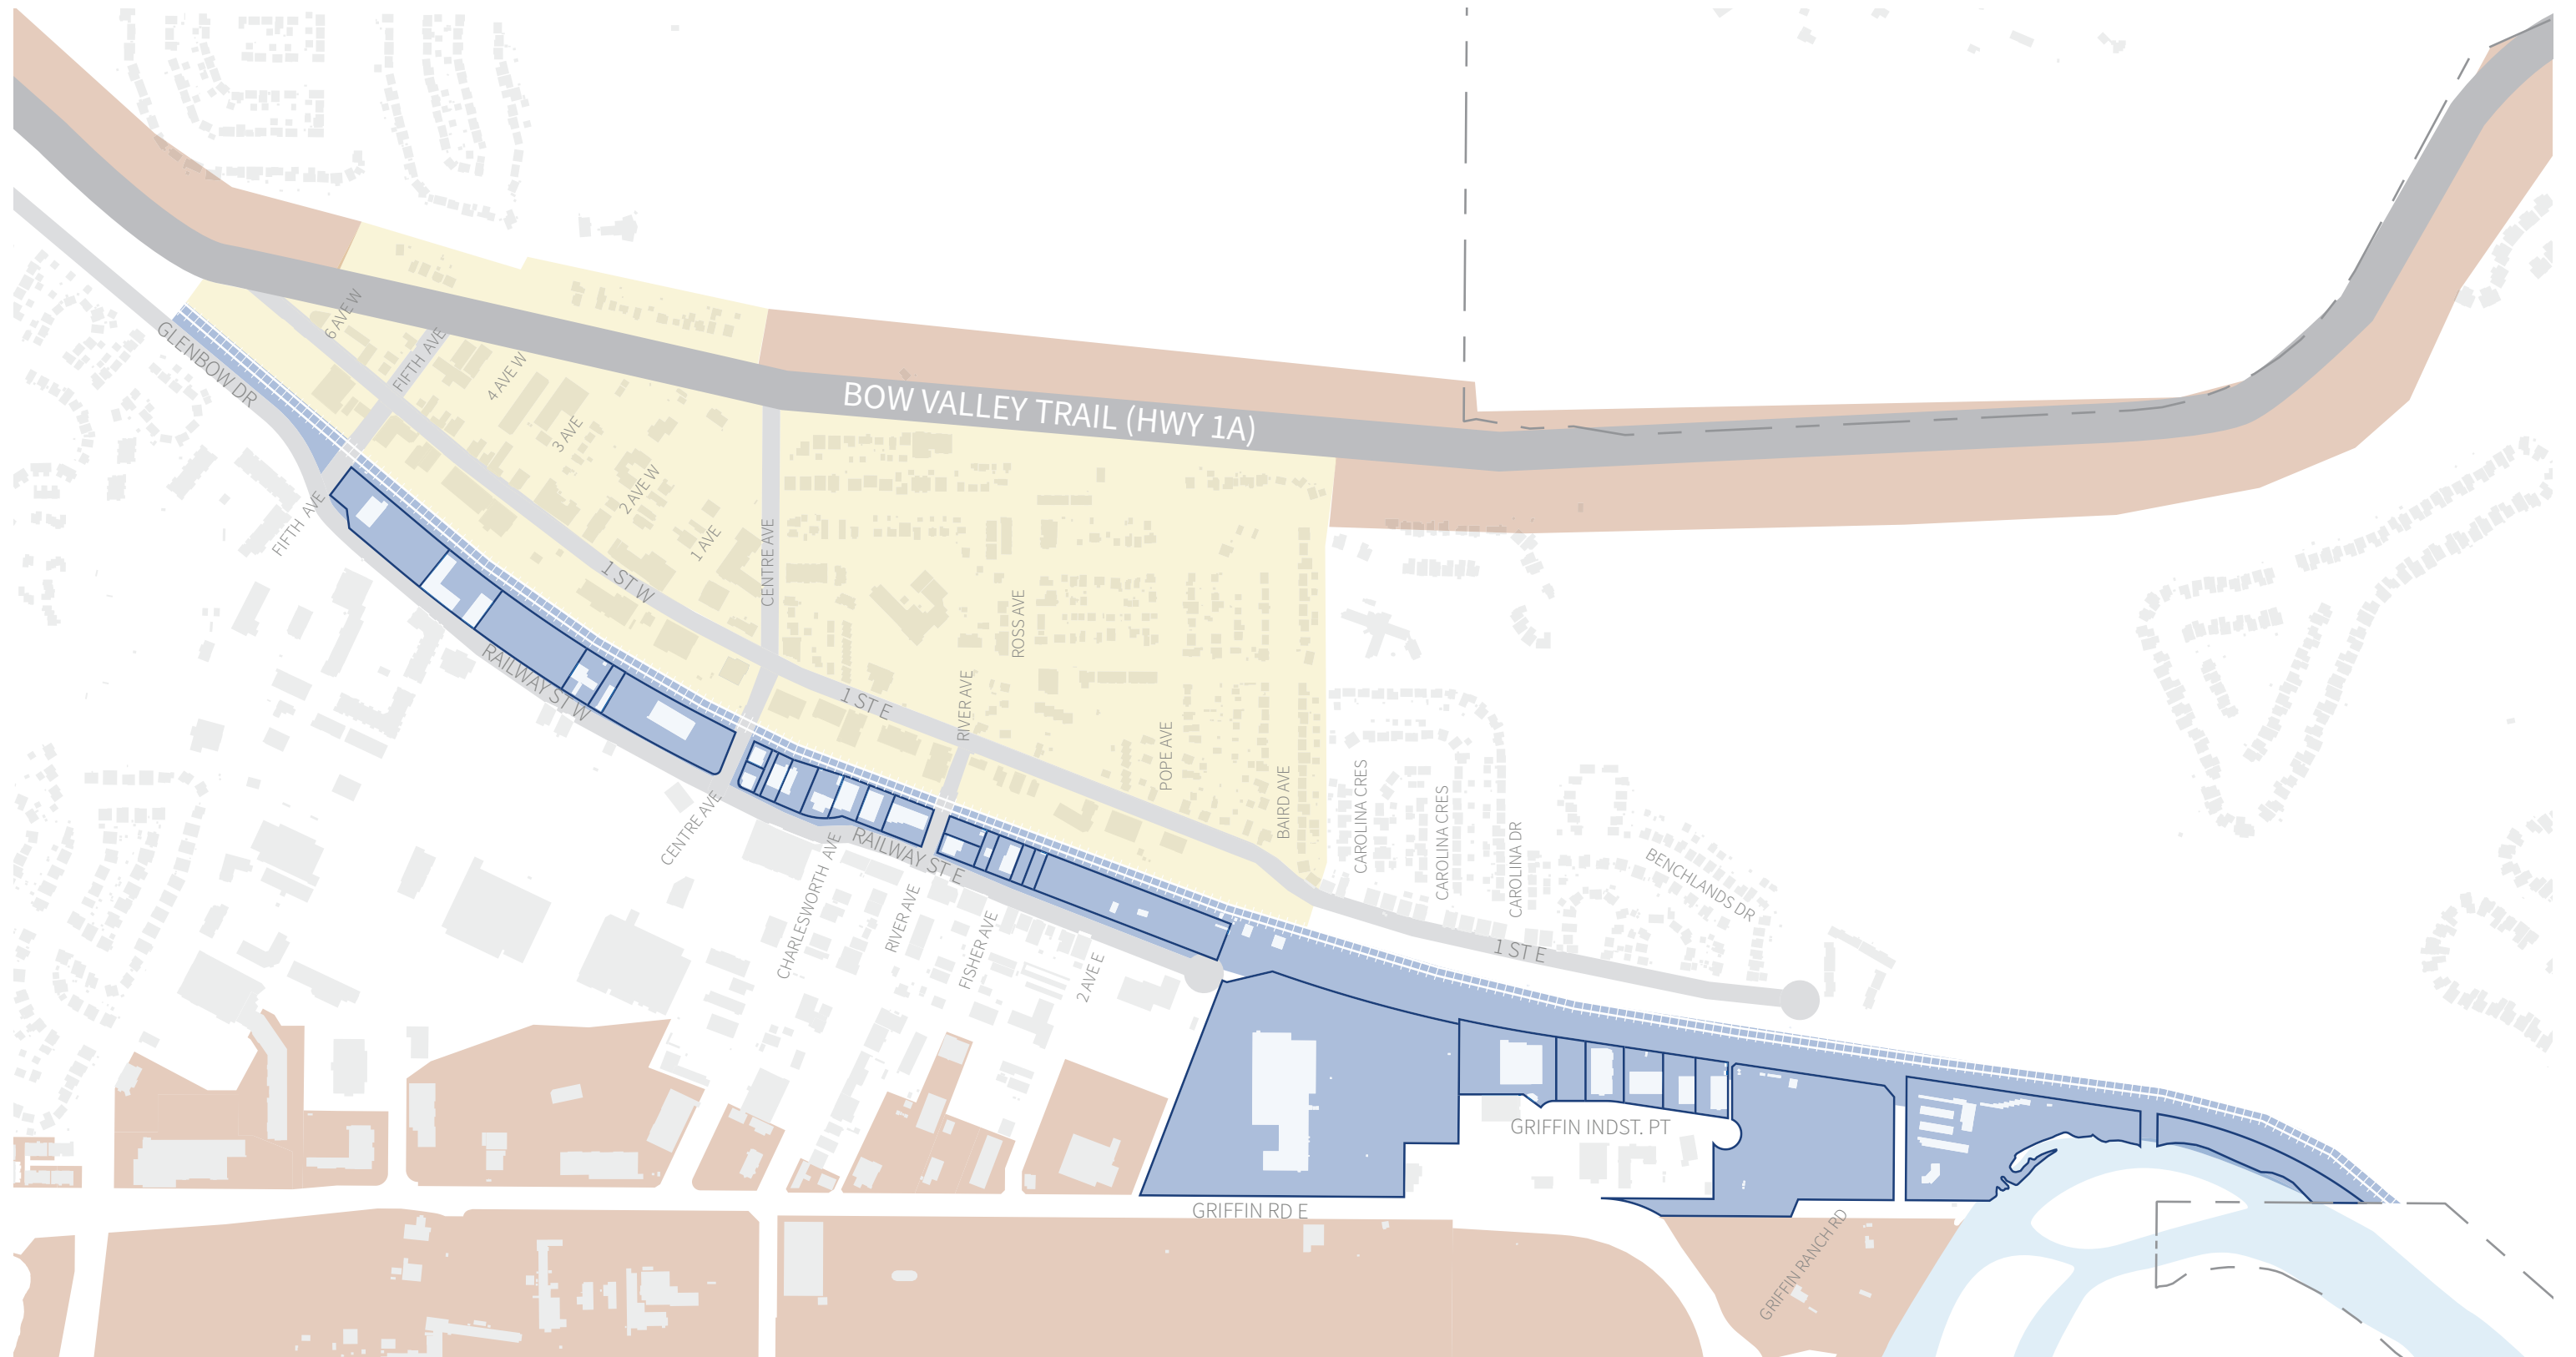 6 AVE W
GLENBOW DR
FIFTH AVE
4 AVE W
BOW VALLEY TRAIL (HWY 1A)
3 AVE
2 AVE W
FIFTH AVE
1 AVE
CENTRE AVE
1 ST W
ROSS AVE
RAILWAY ST W
1 ST E
RIVER AVE
POPE AVE
BAIRD AVE
CAROLINA CRES
CAROLINA CRES
CAROLINA DR
BENCHLANDS DR
CENTRE AVE
RAILWAY ST E
CHARLESWORTH AVE
RIVER AVE
FISHER AVE
2 AVE E
1 ST E
GRIFFIN INDST. PT
GRIFFIN RD E
GRIFFIN RANCH RD